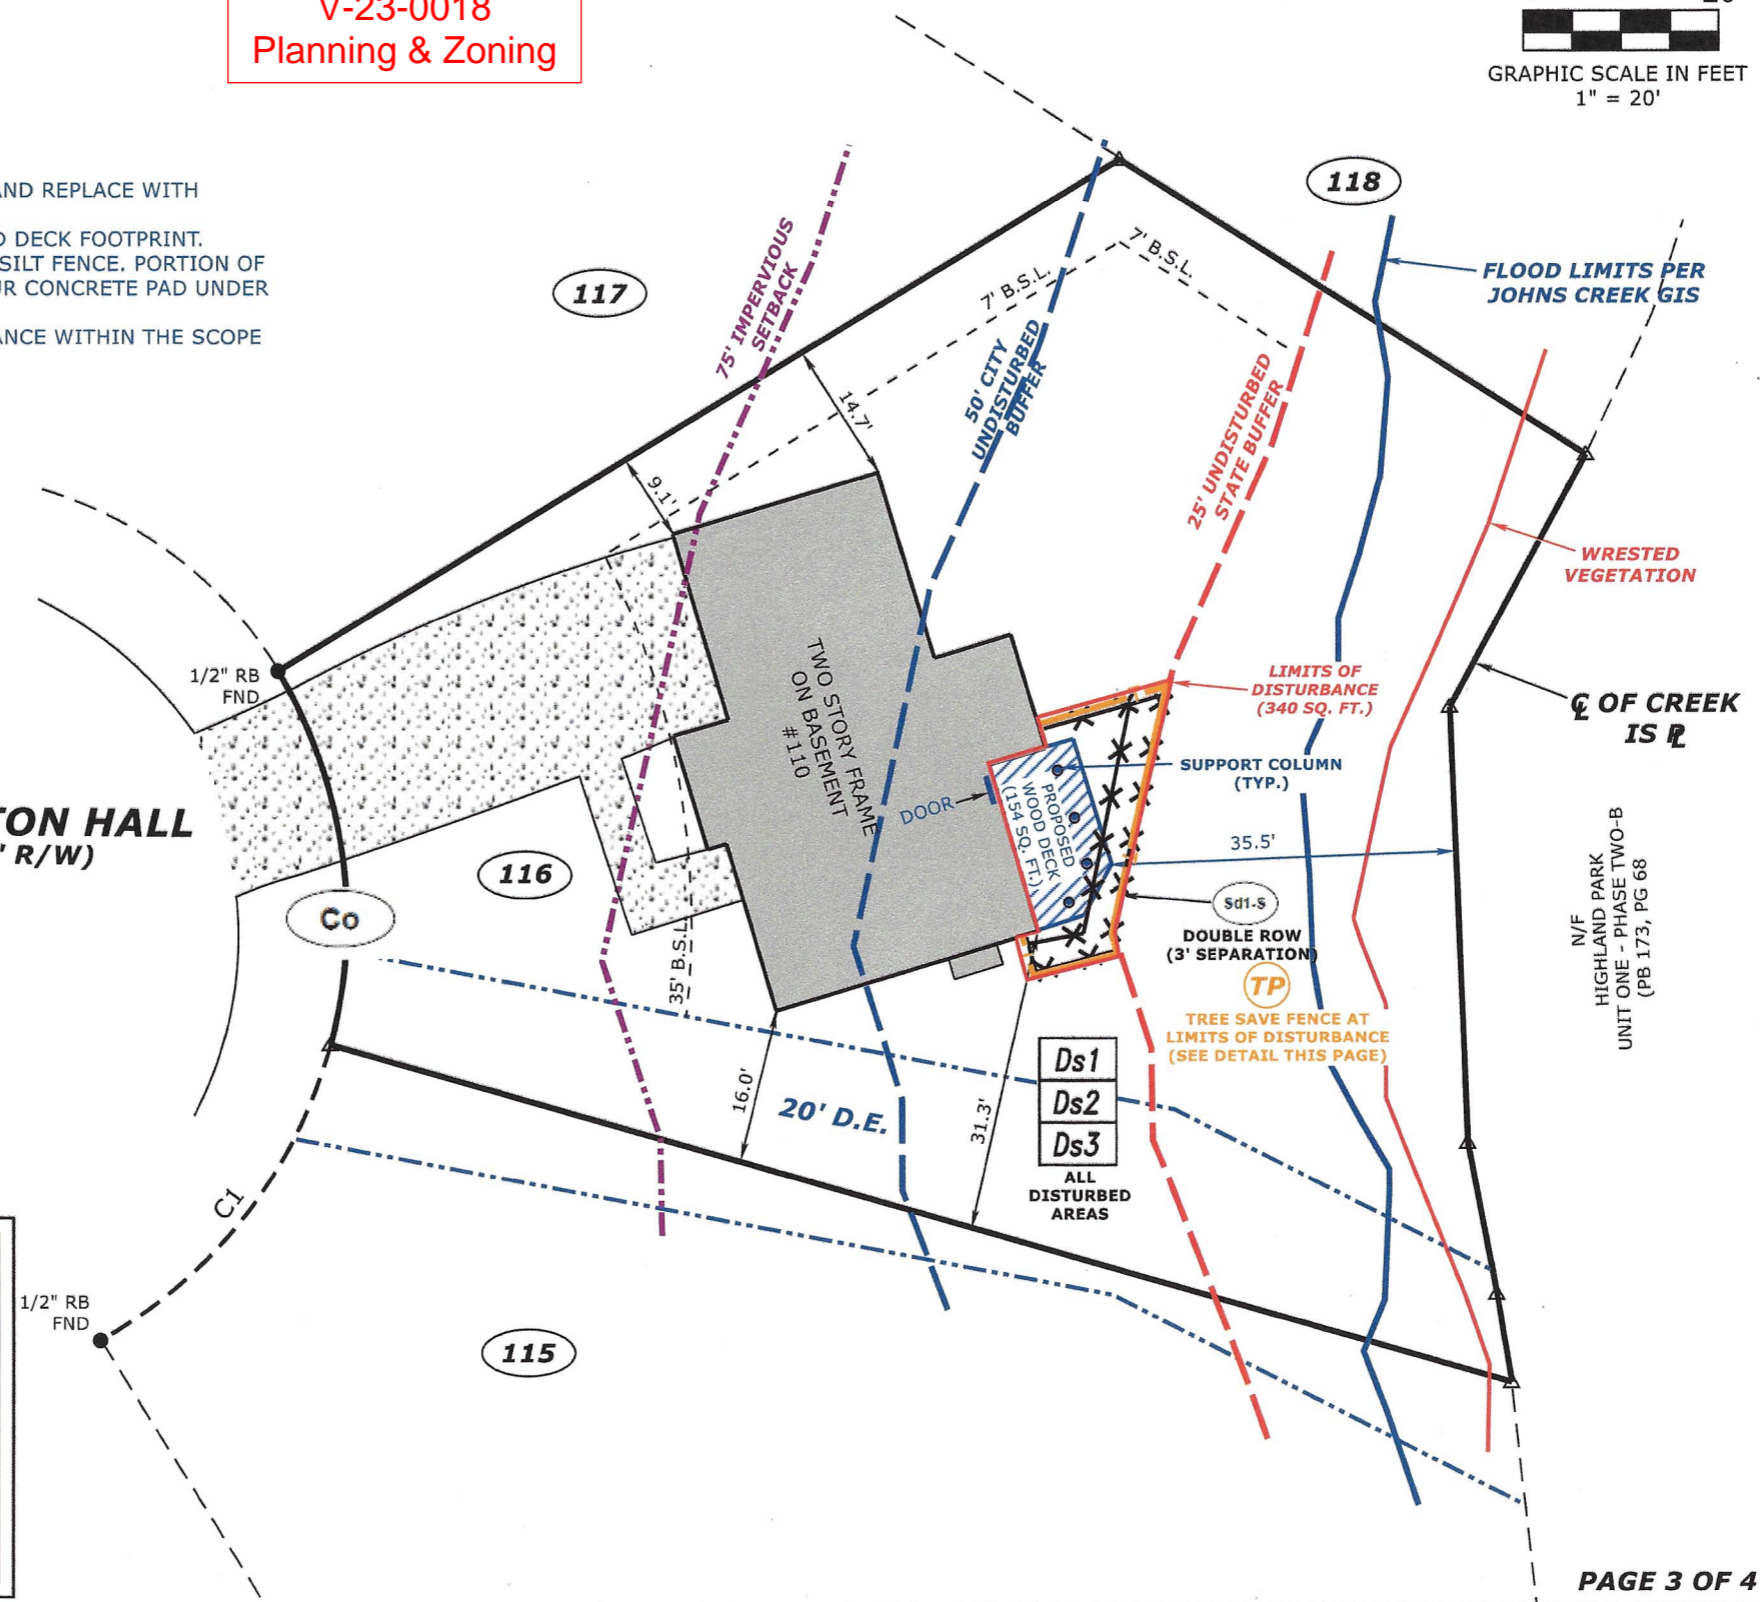 V-23-0018
Planning & Zoning
GRAPHIC SCALE IN FEET
1" = 20'
AND REPLACE WITH
DECK FOOTPRINT.
SILT FENCE. PORTION OF
CONCRETE PAD UNDER
WITHIN THE SCOPE
117
118
75' IMPERVIOUS
SETBACK
7' B.S.L.
7' B.S.L.
FLOOD LIMITS PER
JOHNS CREEK GIS
50' CITY
UNDISTURBED
BUFFER
25' UNDISTURBED
STATE BUFFER
14.7'
9.1'
WRESTED
VEGETATION
1/2" RB
FND
TWO STORY FRAME
ON BASEMENT
#110
LIMITS OF
DISTURBANCE
(340 SQ. FT.)
℄ OF CREEK
IS ⅊
SUPPORT COLUMN
(TYP.)
DOOR
PROPOSED
WOOD DECK
(154 SQ. FT.)
35.5'
TON HALL
' R/W)
116
Co
Sd1-S
DOUBLE ROW
(3' SEPARATION)
TP
TREE SAVE FENCE AT
LIMITS OF DISTURBANCE
(SEE DETAIL THIS PAGE)
N/F
HIGHLAND PARK
UNIT ONE - PHASE TWO-B
(PB 173, PG 68
35' B.S.L.
16.0'
20' D.E.
31.3'
Ds1
Ds2
Ds3
ALL
DISTURBED
AREAS
C1
1/2" RB
FND
115
PAGE 3 OF 4